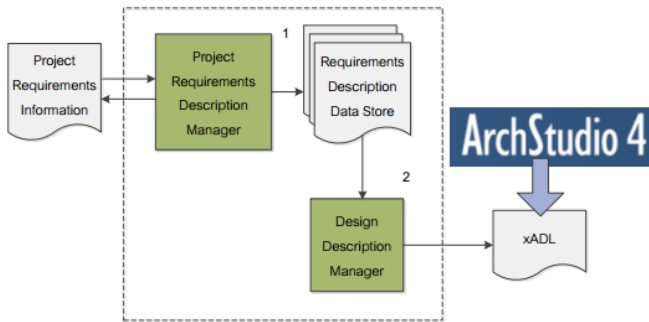 1
Project
Requirements
Information
Project
Requirements
Description
Manager
Requirements
Description
Data Store
ArchStudio 4
2
Design
Description
Manager
xADL